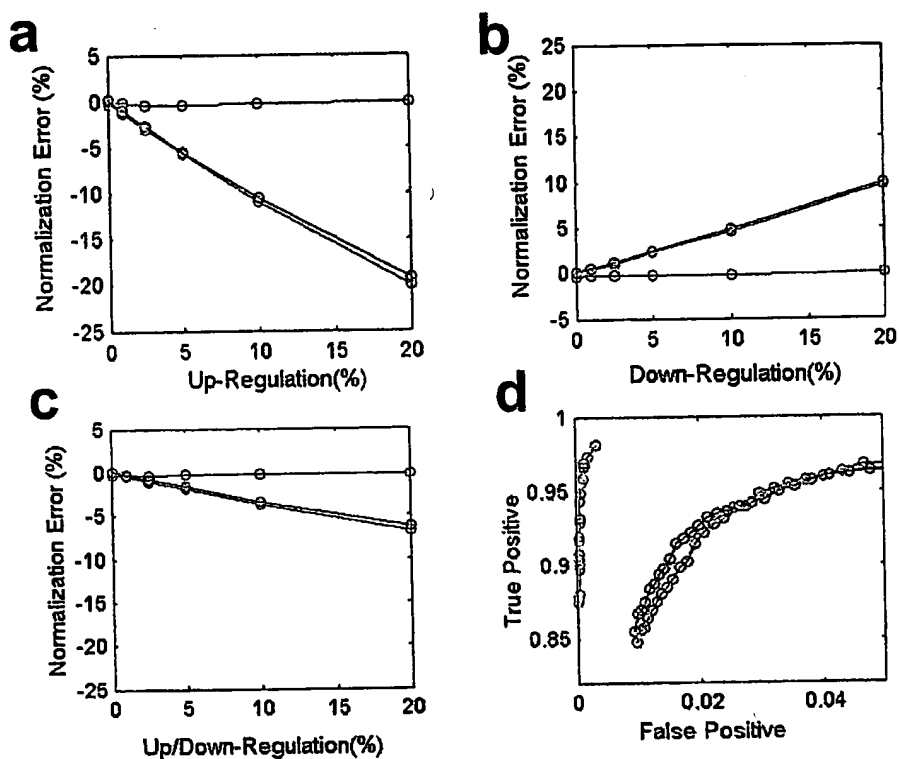 a
Normalization Error (%)
5
0
-5
-10
-15
-20
-25
0 5 10 15 20
Up-Regulation(%)
b
Normalization Error (%)
25
20
15
10
5
0
-5
0 5 10 15 20
Down-Regulation(%)
c
Normalization Error (%)
5
0
-5
-10
-15
-20
-25
0 5 10 15 20
Up/Down-Regulation(%)
d
True Positive
1
0.95
0.9
0.85
0 0.02 0.04
False Positive